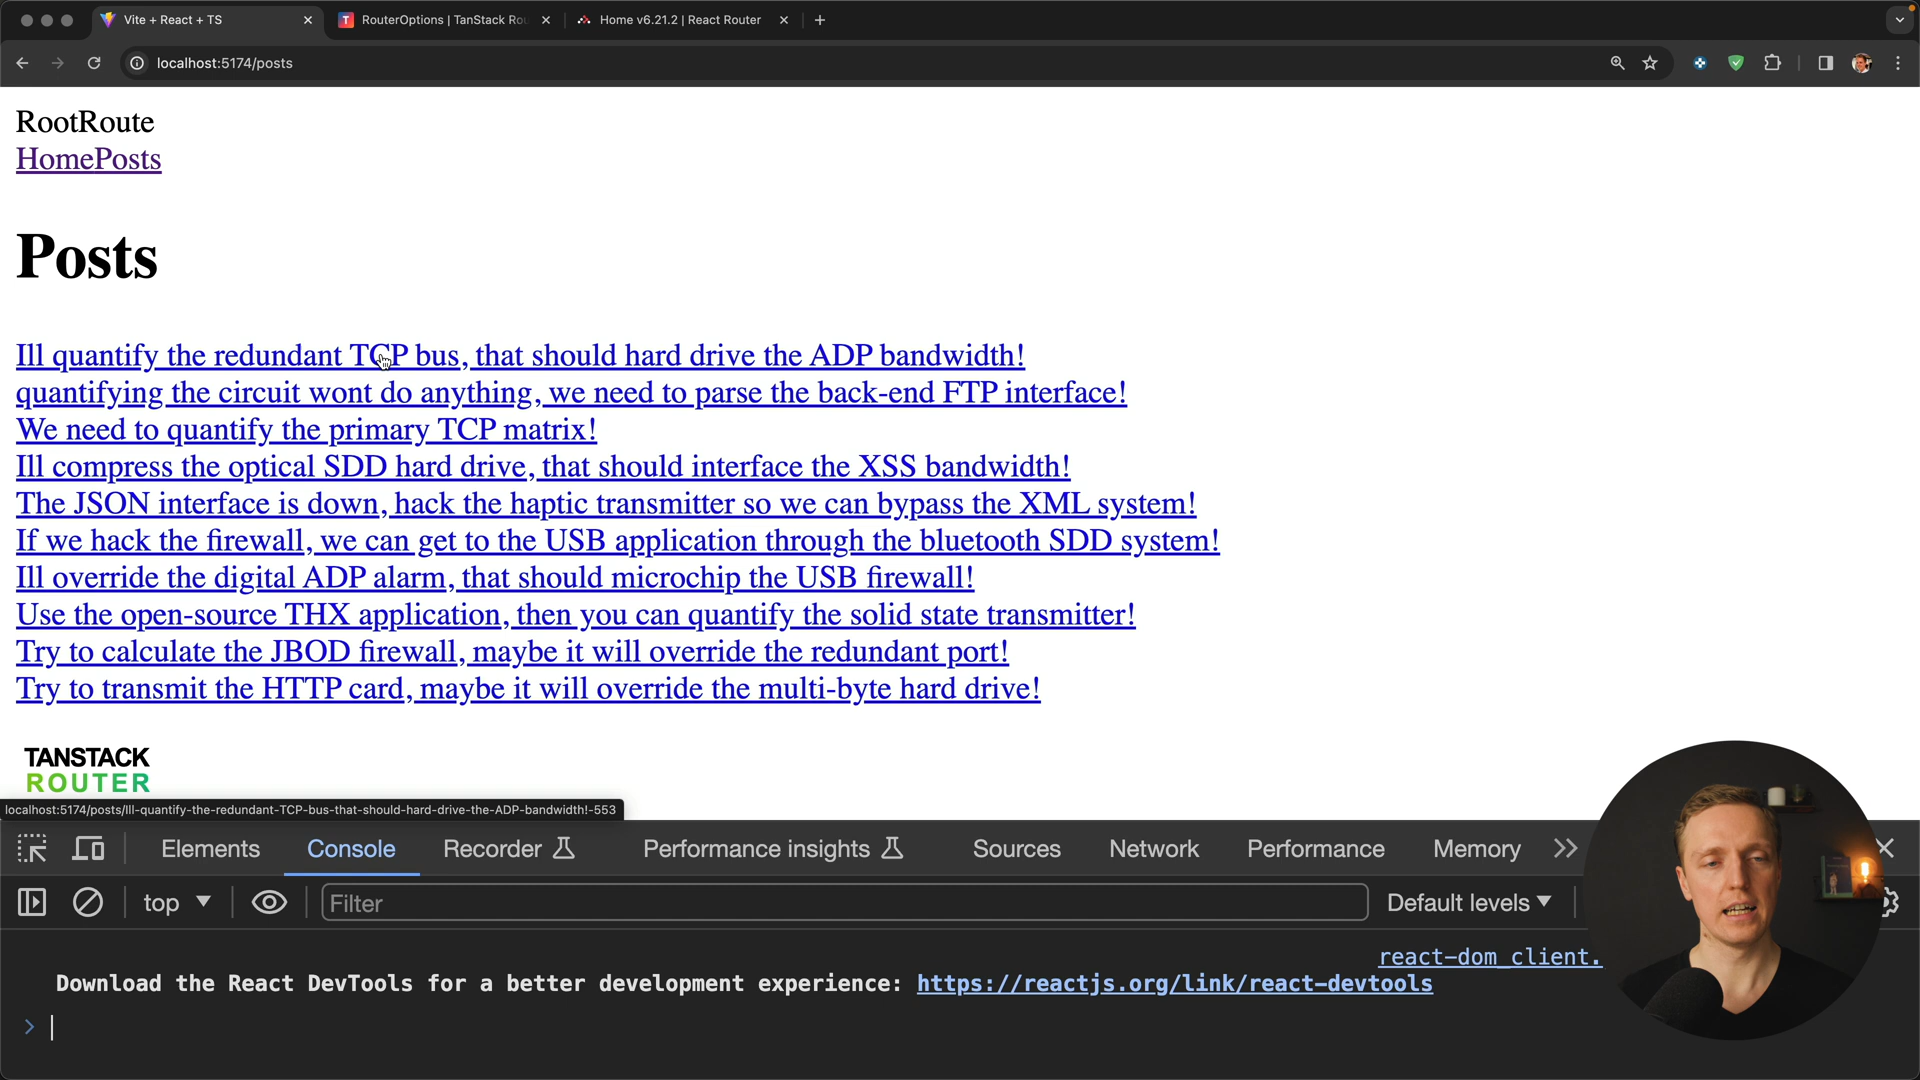 Vite + React + TS
RouterOptions | TanStack Rou
Home v6.21.2 | React Router
localhost:5174/posts
RootRoute
HomePosts
Posts
Ill quantify the redundant TCP bus, that should hard drive the ADP bandwidth!
quantifying the circuit wont do anything, we need to parse the back-end FTP interface!
We need to quantify the primary TCP matrix!
Ill compress the optical SDD hard drive, that should interface the XSS bandwidth!
The JSON interface is down, hack the haptic transmitter so we can bypass the XML system!
If we hack the firewall, we can get to the USB application through the bluetooth SDD system!
Ill override the digital ADP alarm, that should microchip the USB firewall!
Use the open-source THX application, then you can quantify the solid state transmitter!
Try to calculate the JBOD firewall, maybe it will override the redundant port!
Try to transmit the HTTP card, maybe it will override the multi-byte hard drive!
TANSTACK
ROUTER
localhost:5174/posts/Ill-quantify-the-redundant-TCP-bus-that-should-hard-drive-the-ADP-bandwidth!-553
Elements Console Recorder Performance insights Sources Network Performance Memory
top Filter Default levels
react-dom_client.
Download the React DevTools for a better development experience: https://reactjs.org/link/react-devtools